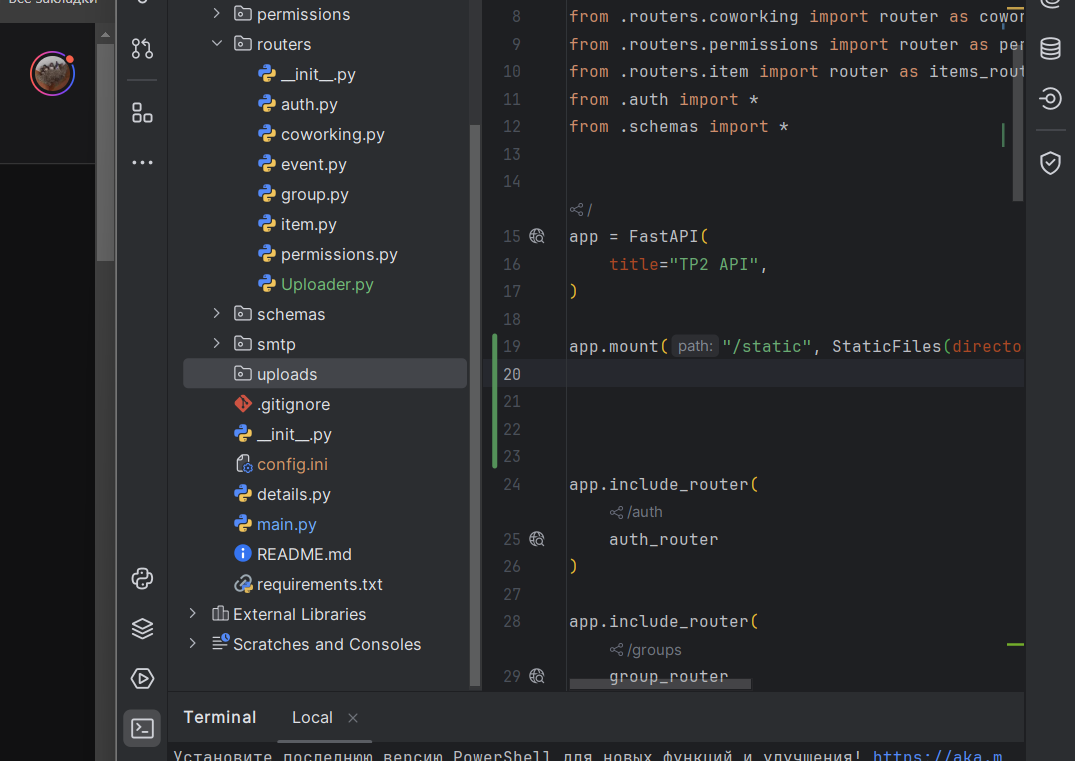 Все закладки
permissions
routers
__init__.py
auth.py
coworking.py
event.py
group.py
item.py
permissions.py
Uploader.py
schemas
smtp
uploads
.gitignore
__init__.py
config.ini
details.py
main.py
README.md
requirements.txt
External Libraries
Scratches and Consoles
8 from .routers.coworking import router as cowor
9 from .routers.permissions import router as per
10 from .routers.item import router as items_rout
11 from .auth import *
12 from .schemas import *
13
14
/
15 app = FastAPI(
16 title="TP2 API",
17 )
18
19 app.mount( path: "/static", StaticFiles(directo
20
21
22
23
24 app.include_router(
/auth
25 auth_router
26 )
27
28 app.include_router(
/groups
29 group_router
Terminal Local
Установите последнюю версию PowerShell для новых функций и улучшения! https://aka.m